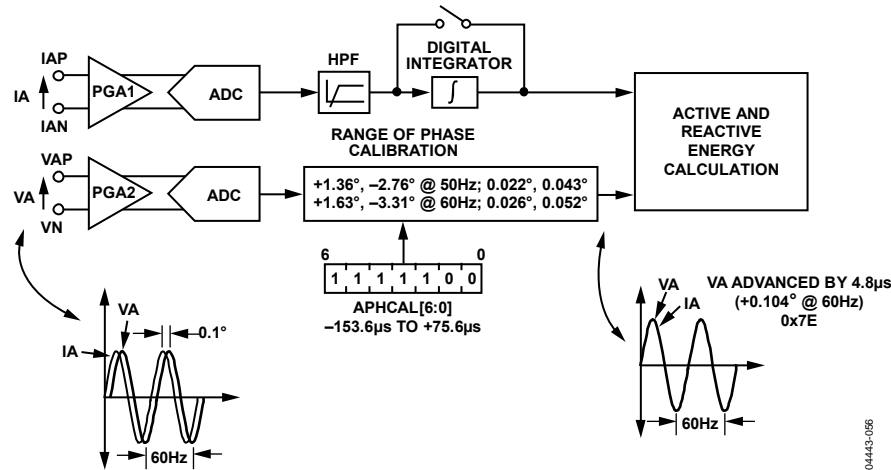 IAP
IA
IAN
PGA1
ADC
HPF
DIGITAL
INTEGRATOR
∫
ACTIVE AND
REACTIVE
ENERGY
CALCULATION
RANGE OF PHASE
CALIBRATION
VAP
VA
VN
PGA2
ADC
+1.36°, –2.76° @ 50Hz; 0.022°, 0.043°
+1.63°, –3.31° @ 60Hz; 0.026°, 0.052°
6 0
1 1 1 1 1 0 0
APHCAL[6:0]
–153.6µs TO +75.6µs
VA
IA
0.1°
60Hz
VA ADVANCED BY 4.8µs
(+0.104° @ 60Hz)
0x7E
VA
IA
60Hz
04443-056